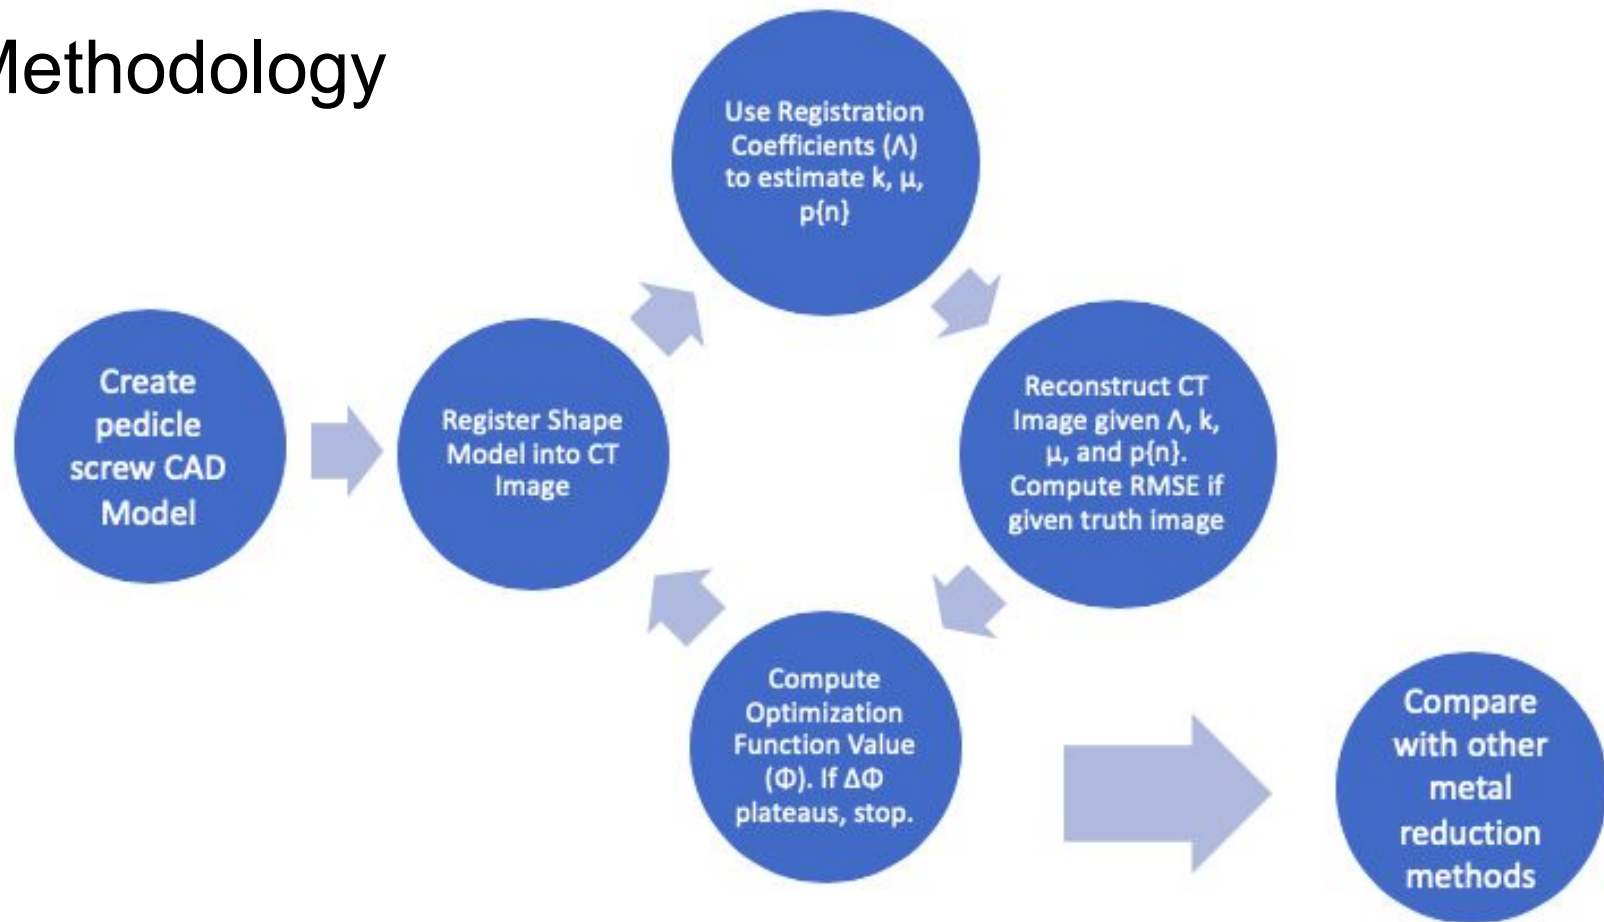 Methodology
Create
pedicle
screw CAD
Model
Register Shape
Model into CT
Image
Use Registration
Coefficients (Λ)
to estimate k, μ,
p{n}
Reconstruct CT
Image given Λ, k,
μ, and p{n}.
Compute RMSE if
given truth image
Compute
Optimization
Function Value
(Φ). If ΔΦ
plateaus, stop.
Compare
with other
metal
reduction
methods